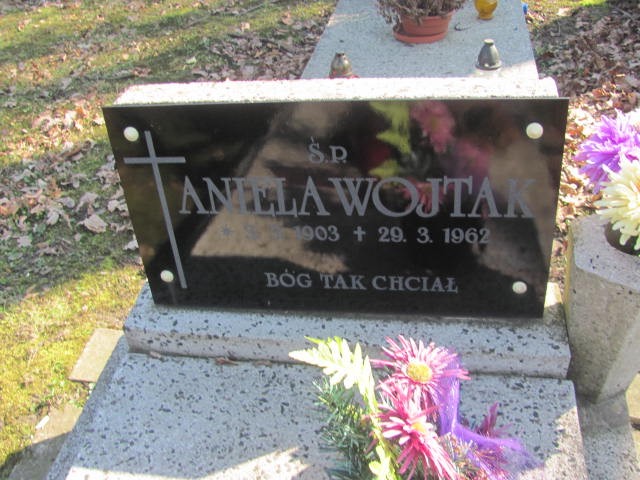 Ś.P.
ANIELA WOJTAK
1903 + 29. 3. 1962
BÓG TAK CHCIAŁ